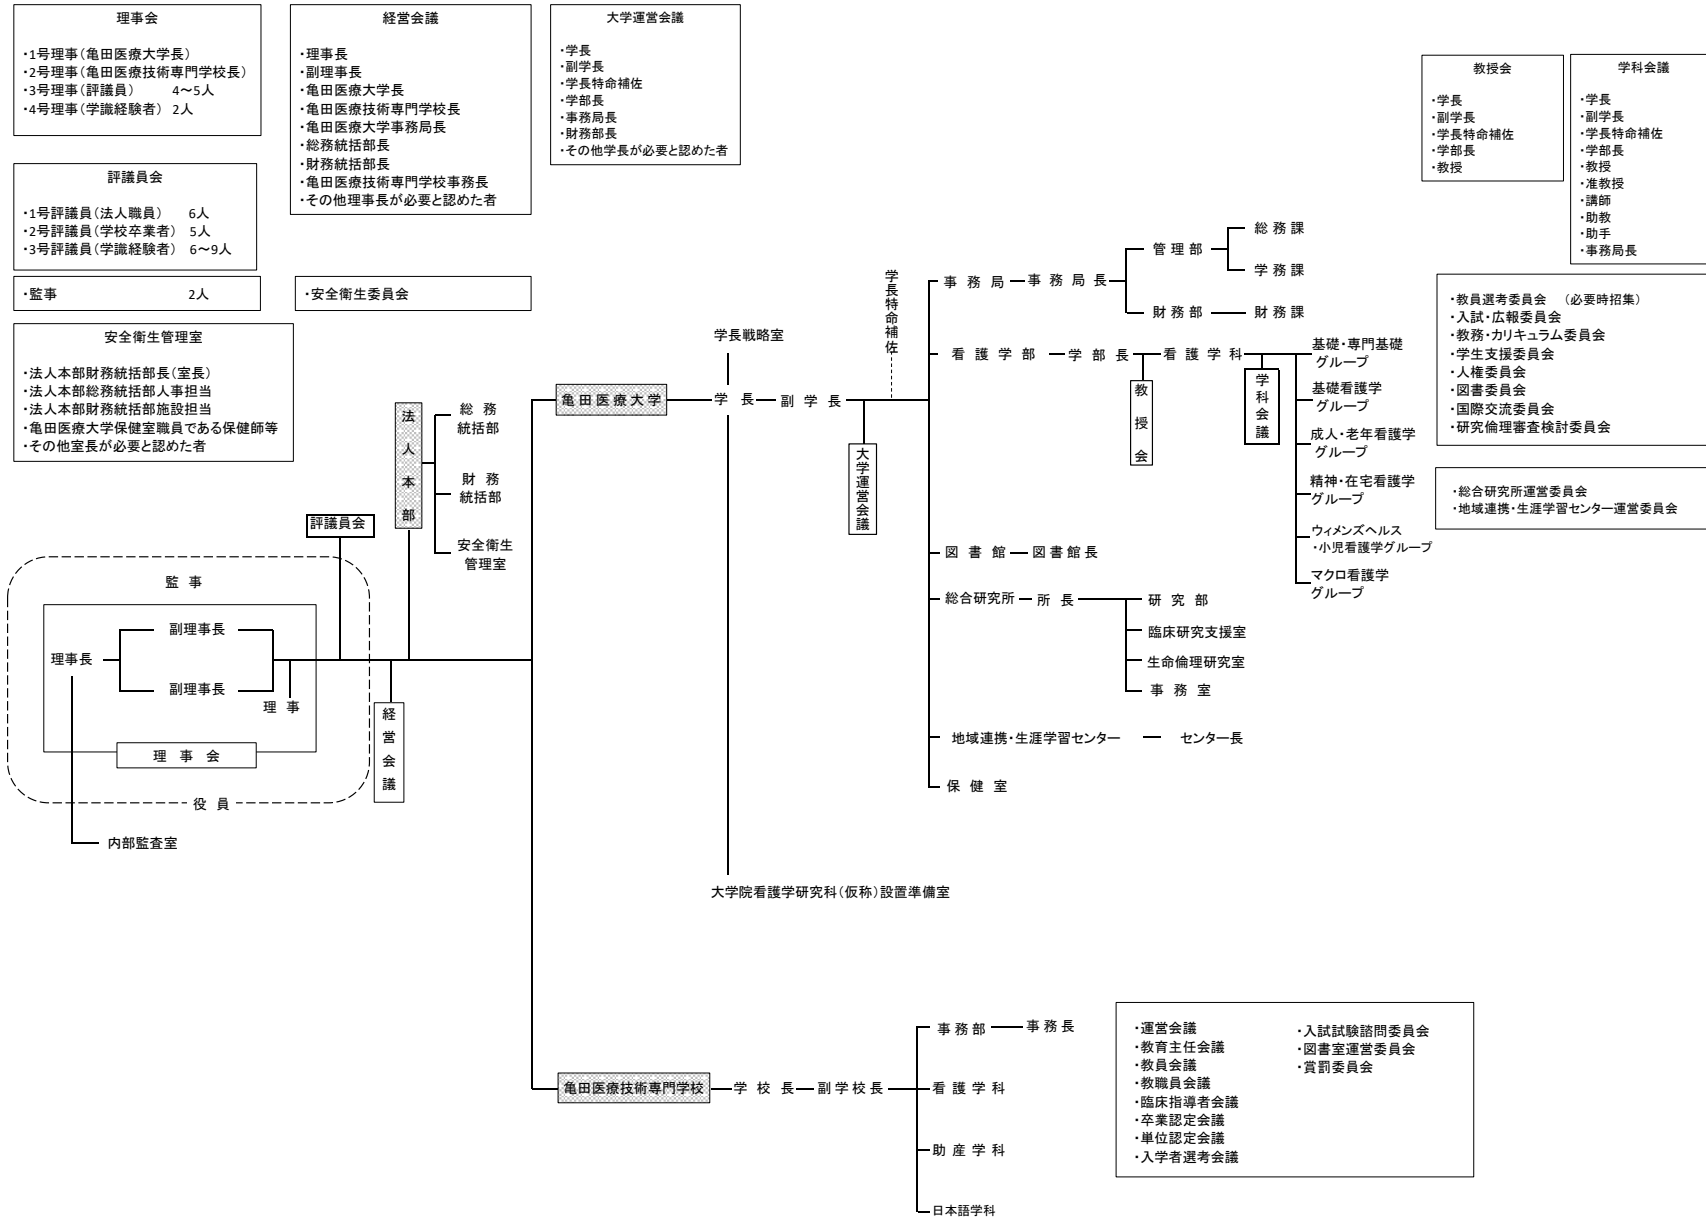 理事会
・1号理事（亀田医療大学長）
・2号理事（亀田医療技術専門学校長）
・3号理事（評議員） 4～5人
・4号理事（学識経験者） 2人
評議員会
・1号評議員（法人職員） 6人
・2号評議員（学校卒業者） 5人
・3号評議員（学識経験者） 6～9人
・監事 2人
安全衛生管理室
・法人本部財務統括部長（室長）
・法人本部総務統括部人事担当
・法人本部財務統括部施設担当
・亀田医療大学保健室職員である保健師等
・その他室長が必要と認めた者
経営会議
・理事長
・副理事長
・亀田医療大学長
・亀田医療技術専門学校長
・亀田医療大学事務局長
・総務統括部長
・財務統括部長
・亀田医療技術専門学校事務長
・その他理事長が必要と認めた者
・安全衛生委員会
大学運営会議
・学長
・副学長
・学長特命補佐
・学部長
・事務局長
・財務部長
・その他学長が必要と認めた者
教授会
・学長
・副学長
・学長特命補佐
・学部長
・教授
学科会議
・学長
・副学長
・学長特命補佐
・学部長
・教授
・准教授
・講師
・助教
・助手
・事務局長
・教員選考委員会 （必要時招集）
・入試・広報委員会
・教務・カリキュラム委員会
・学生支援委員会
・人権委員会
・図書委員会
・国際交流委員会
・研究倫理審査検討委員会
・総合研究所運営委員会
・地域連携・生涯学習センター運営委員会
監事
理事長
副理事長
副理事長
理事
理事会
役員
内部監査室
評議員会
経営会議
法人本部
総務
統括部
財務
統括部
安全衛生
管理室
亀田医療大学
学長戦略室
学長
副学長
大学院看護学研究科（仮称）設置準備室
大学運営会議
学長特命補佐
事務局
事務局長
管理部
総務課
学務課
財務部
財務課
看護学部
学部長
教授会
看護学科
学科会議
基礎・専門基礎
グループ
基礎看護学
グループ
成人・老年看護学
グループ
精神・在宅看護学
グループ
ウィメンズヘルス
・小児看護学グループ
マクロ看護学
グループ
図書館
図書館長
総合研究所
所長
研究部
臨床研究支援室
生命倫理研究室
事務室
地域連携・生涯学習センター
センター長
保健室
亀田医療技術専門学校
学校長
副学校長
事務部
事務長
看護学科
助産学科
日本語学科
・運営会議
・教育主任会議
・教員会議
・教職員会議
・臨床指導者会議
・卒業認定会議
・単位認定会議
・入学者選考会議
・入試試験諮問委員会
・図書室運営委員会
・賞罰委員会